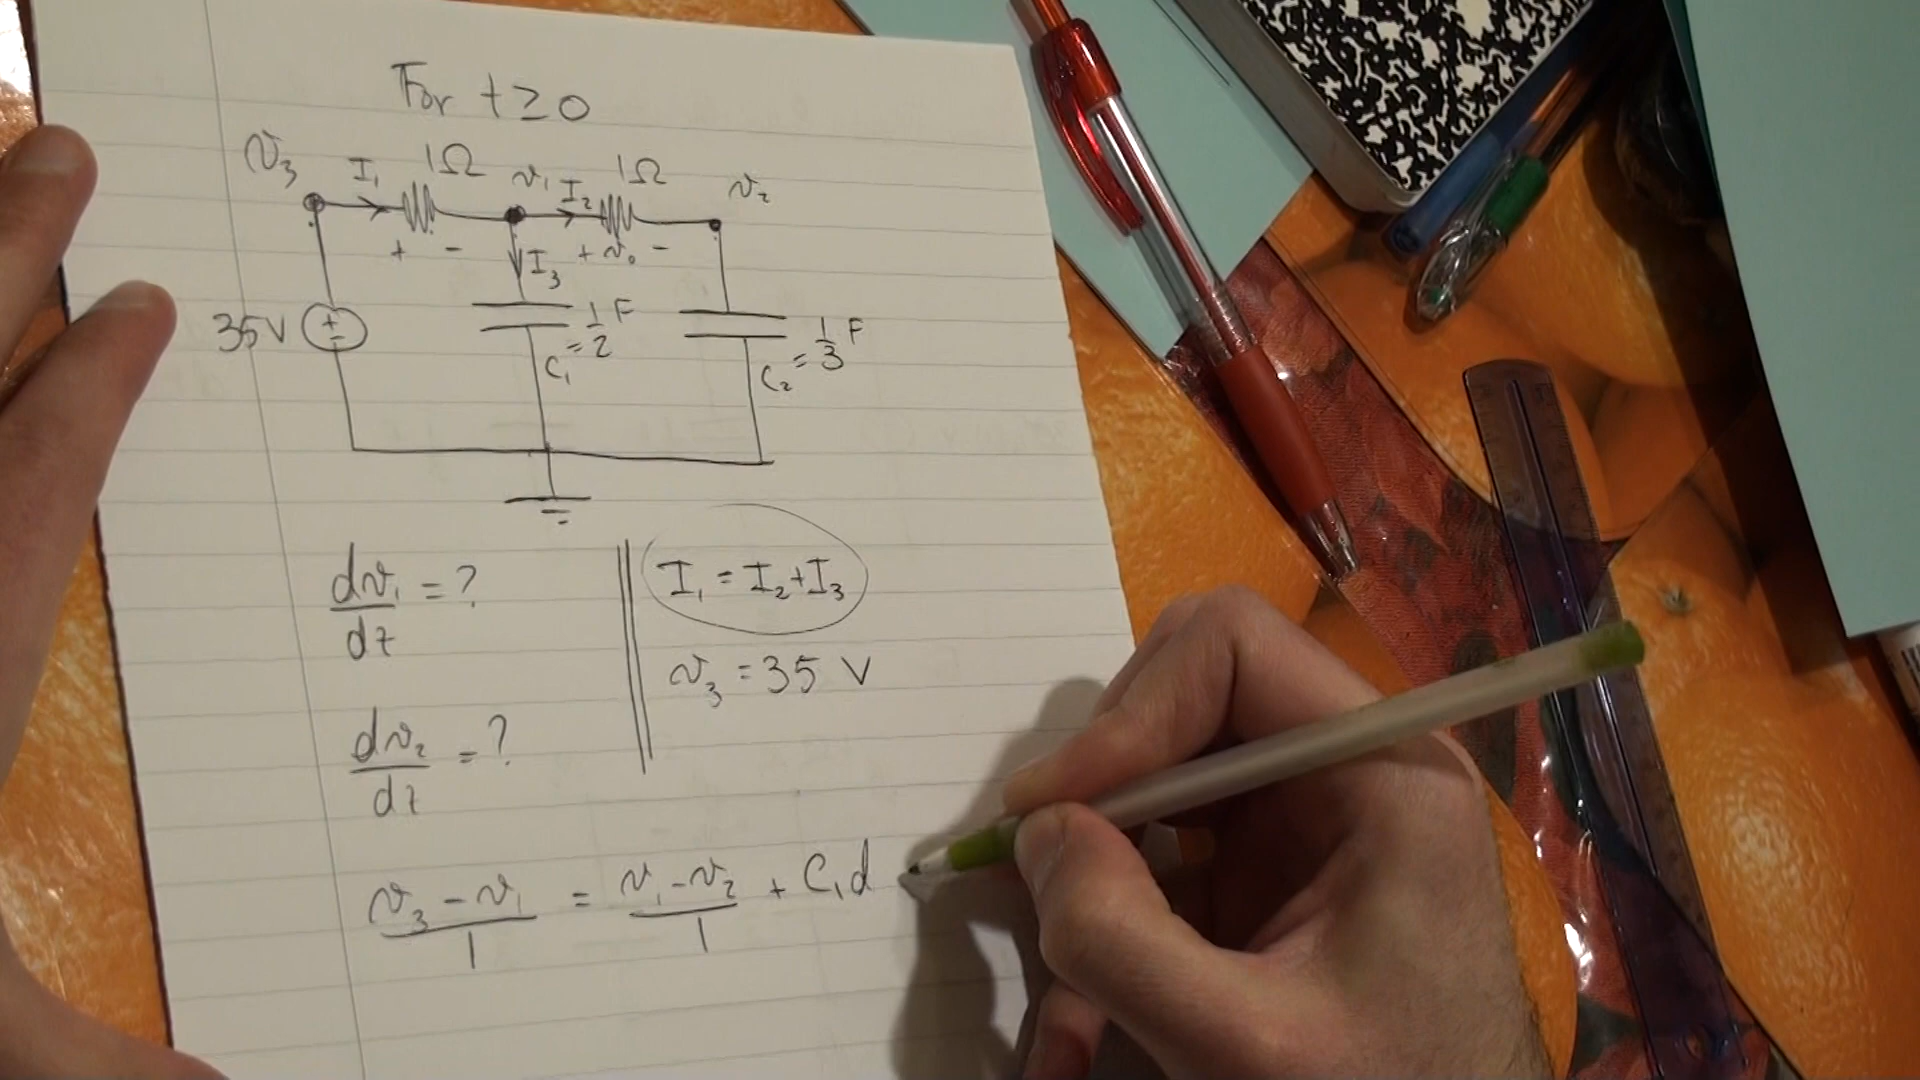 For t ≥ 0
v₃ I₁ 1Ω v₁ I₂ 1Ω v₂
+ - I₃ + v₀ -
35V + - C₁ = 1/2 F C₂ = 1/3 F
dv₁/dt = ? I₁ = I₂ + I₃
v₃ = 35 V
dv₂/dt = ?
(v₃ - v₁)/1 = (v₁ - v₂)/1 + C₁ d